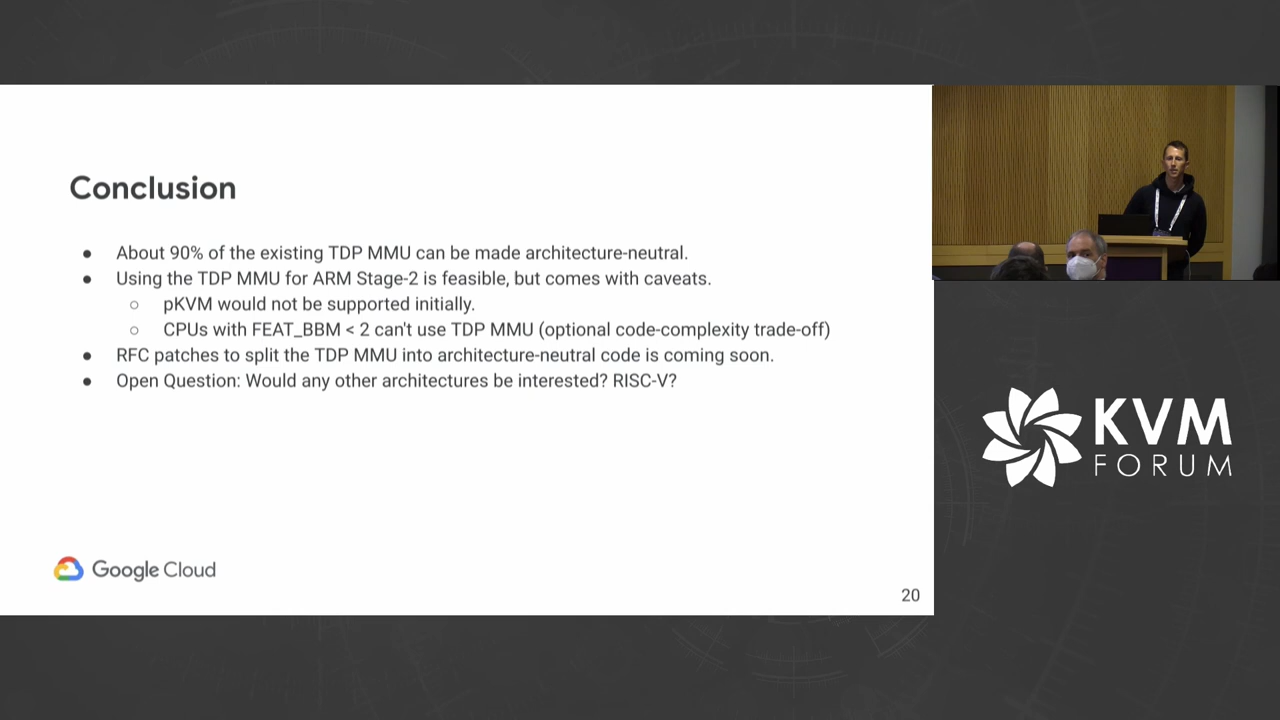 Conclusion
● About 90% of the existing TDP MMU can be made architecture-neutral.
● Using the TDP MMU for ARM Stage-2 is feasible, but comes with caveats.
○ pKVM would not be supported initially.
○ CPUs with FEAT_BBM < 2 can't use TDP MMU (optional code-complexity trade-off)
● RFC patches to split the TDP MMU into architecture-neutral code is coming soon.
● Open Question: Would any other architectures be interested? RISC-V?
Google Cloud
20
KVM
FORUM